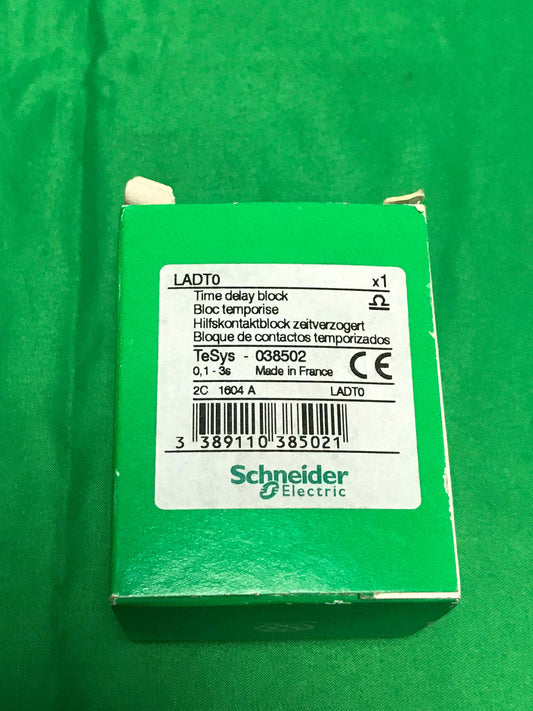 LADT0 x1
Time delay block
Bloc temporise
Hilfskontaktblock zeitverzogert
Bloque de contactos temporizados
TeSys - 038502
0,1 - 3s Made in France CE
2C 1604 A LADT0
3 389110 385021
Schneider
Electric